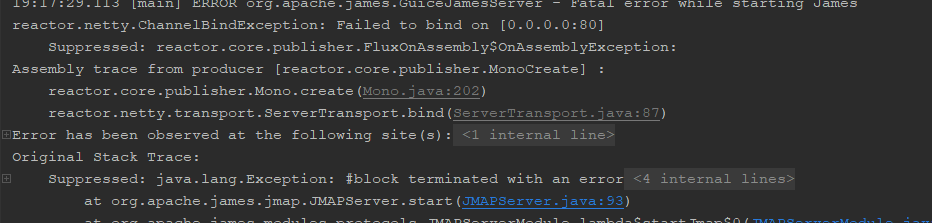 19:17:29.113 [main] ERROR org.apache.james.GuiceJamesServer - Fatal error while starting James
reactor.netty.ChannelBindException: Failed to bind on [0.0.0.0:80]
Suppressed: reactor.core.publisher.FluxOnAssembly$OnAssemblyException:
Assembly trace from producer [reactor.core.publisher.MonoCreate] :
reactor.core.publisher.Mono.create(Mono.java:202)
reactor.netty.transport.ServerTransport.bind(ServerTransport.java:87)
Error has been observed at the following site(s): <1 internal line>
Original Stack Trace:
Suppressed: java.lang.Exception: #block terminated with an error <4 internal lines>
at org.apache.james.jmap.JMAPServer.start(JMAPServer.java:93)
at org.apache.james.modules.protocols.JMAPServerModule.lambda$startJmap$0(JMAPServerModule.jav